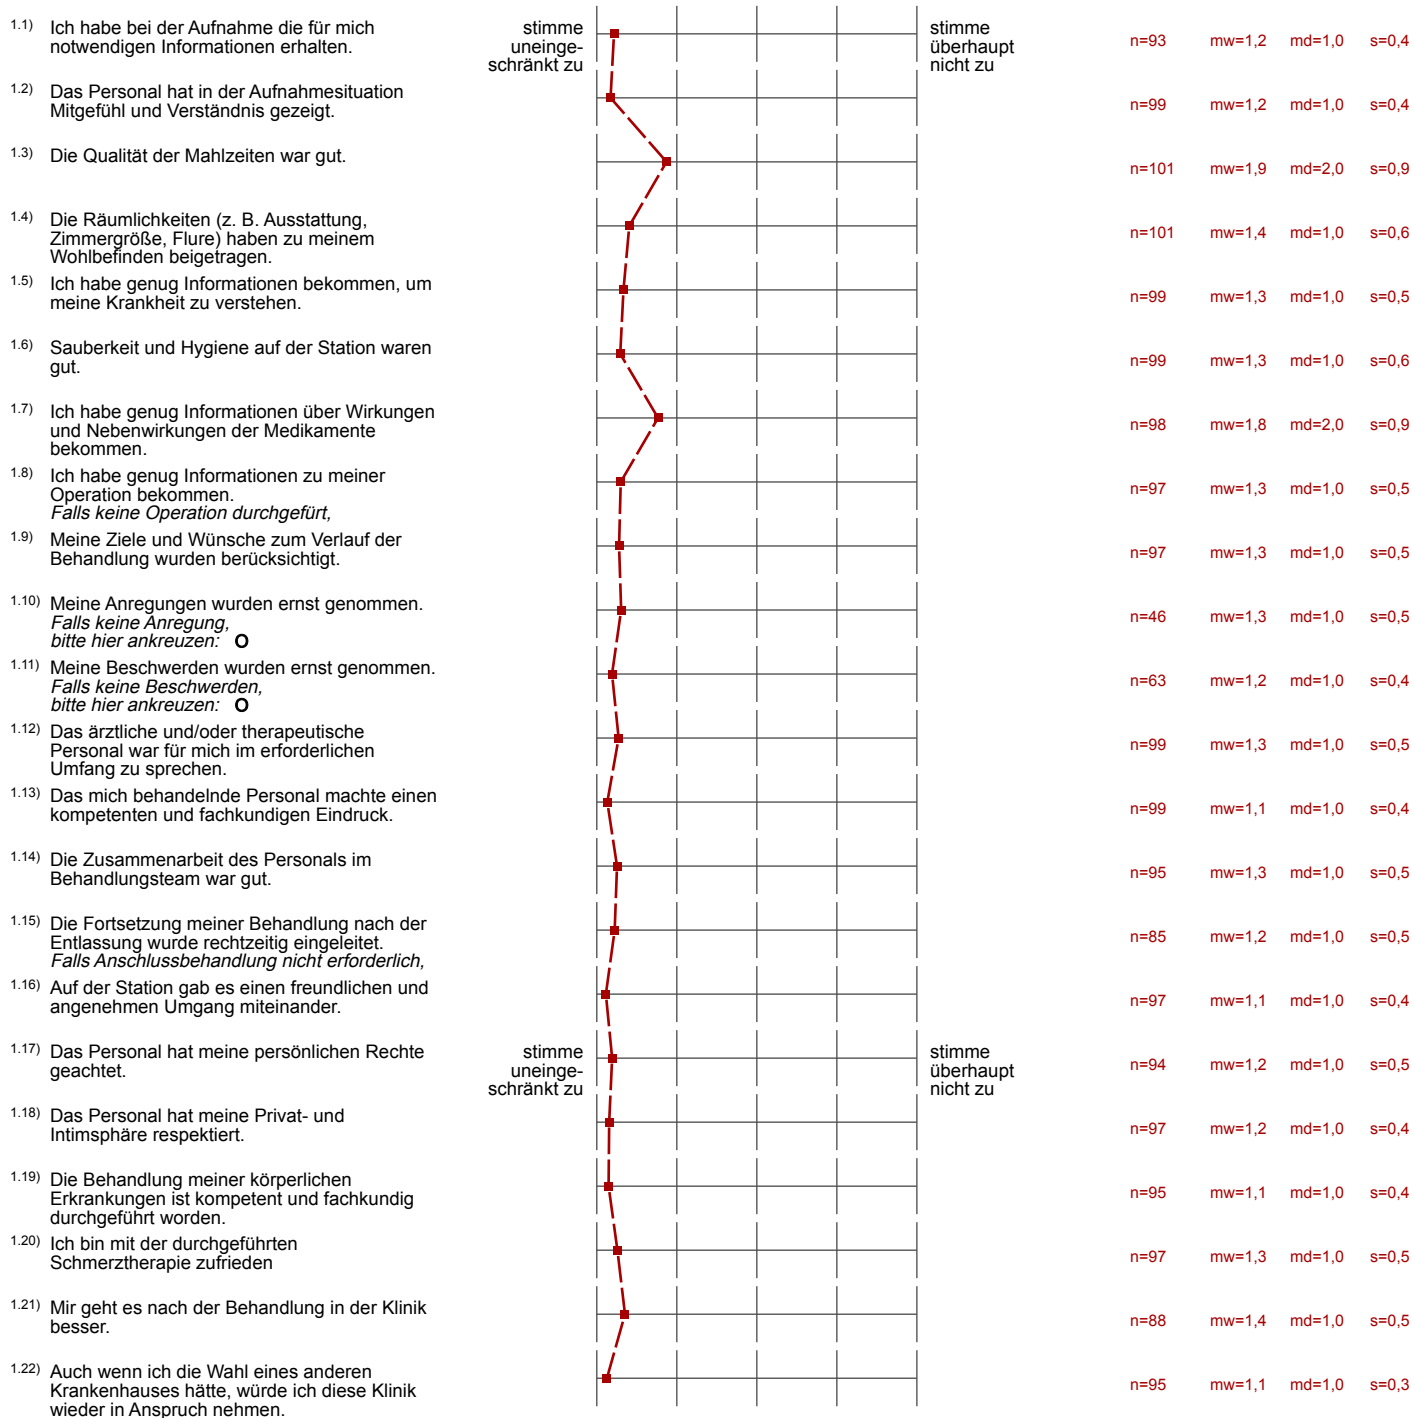 1.1) Ich habe bei der Aufnahme die für mich
notwendigen Informationen erhalten.
stimme
uneinge-
schränkt zu
stimme
überhaupt
nicht zu
n=93 mw=1,2 md=1,0 s=0,4
1.2) Das Personal hat in der Aufnahmesituation
Mitgefühl und Verständnis gezeigt.
n=99 mw=1,2 md=1,0 s=0,4
1.3) Die Qualität der Mahlzeiten war gut.
n=101 mw=1,9 md=2,0 s=0,9
1.4) Die Räumlichkeiten (z. B. Ausstattung,
Zimmergröße, Flure) haben zu meinem
Wohlbefinden beigetragen.
n=101 mw=1,4 md=1,0 s=0,6
1.5) Ich habe genug Informationen bekommen, um
meine Krankheit zu verstehen.
n=99 mw=1,3 md=1,0 s=0,5
1.6) Sauberkeit und Hygiene auf der Station waren
gut.
n=99 mw=1,3 md=1,0 s=0,6
1.7) Ich habe genug Informationen über Wirkungen
und Nebenwirkungen der Medikamente
bekommen.
n=98 mw=1,8 md=2,0 s=0,9
1.8) Ich habe genug Informationen zu meiner
Operation bekommen.
Falls keine Operation durchgefürt,
n=97 mw=1,3 md=1,0 s=0,5
1.9) Meine Ziele und Wünsche zum Verlauf der
Behandlung wurden berücksichtigt.
n=97 mw=1,3 md=1,0 s=0,5
1.10) Meine Anregungen wurden ernst genommen.
Falls keine Anregung,
bitte hier ankreuzen: O
n=46 mw=1,3 md=1,0 s=0,5
1.11) Meine Beschwerden wurden ernst genommen.
Falls keine Beschwerden,
bitte hier ankreuzen: O
n=63 mw=1,2 md=1,0 s=0,4
1.12) Das ärztliche und/oder therapeutische
Personal war für mich im erforderlichen
Umfang zu sprechen.
n=99 mw=1,3 md=1,0 s=0,5
1.13) Das mich behandelnde Personal machte einen
kompetenten und fachkundigen Eindruck.
n=99 mw=1,1 md=1,0 s=0,4
1.14) Die Zusammenarbeit des Personals im
Behandlungsteam war gut.
n=95 mw=1,3 md=1,0 s=0,5
1.15) Die Fortsetzung meiner Behandlung nach der
Entlassung wurde rechtzeitig eingeleitet.
Falls Anschlussbehandlung nicht erforderlich,
n=85 mw=1,2 md=1,0 s=0,5
1.16) Auf der Station gab es einen freundlichen und
angenehmen Umgang miteinander.
n=97 mw=1,1 md=1,0 s=0,4
1.17) Das Personal hat meine persönlichen Rechte
geachtet.
stimme
uneinge-
schränkt zu
stimme
überhaupt
nicht zu
n=94 mw=1,2 md=1,0 s=0,5
1.18) Das Personal hat meine Privat- und
Intimsphäre respektiert.
n=97 mw=1,2 md=1,0 s=0,4
1.19) Die Behandlung meiner körperlichen
Erkrankungen ist kompetent und fachkundig
durchgeführt worden.
n=95 mw=1,1 md=1,0 s=0,4
1.20) Ich bin mit der durchgeführten
Schmerztherapie zufrieden
n=97 mw=1,3 md=1,0 s=0,5
1.21) Mir geht es nach der Behandlung in der Klinik
besser.
n=88 mw=1,4 md=1,0 s=0,5
1.22) Auch wenn ich die Wahl eines anderen
Krankenhauses hätte, würde ich diese Klinik
wieder in Anspruch nehmen.
n=95 mw=1,1 md=1,0 s=0,3